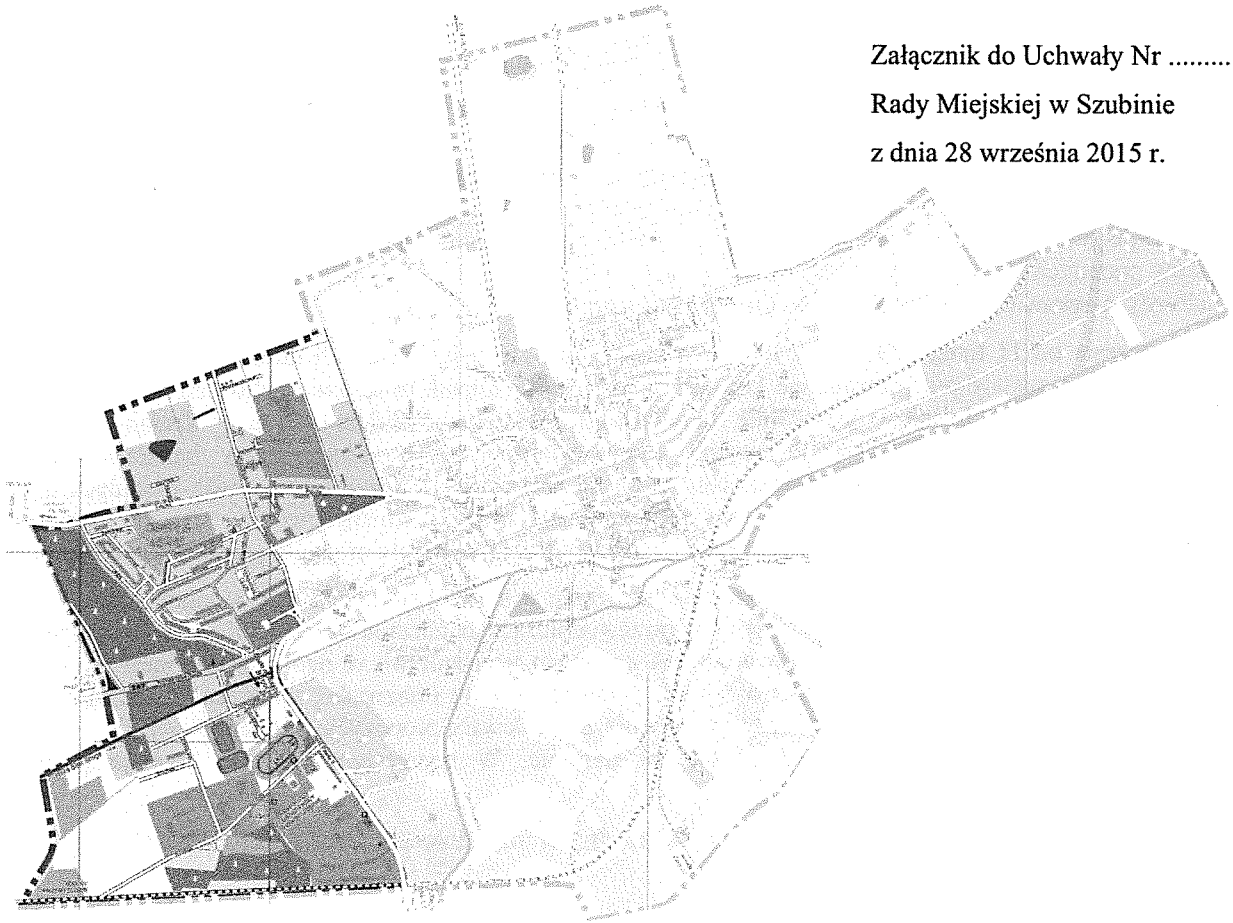 Załącznik do Uchwały Nr .........
Rady Miejskiej w Szubinie
z dnia 28 września 2015 r.